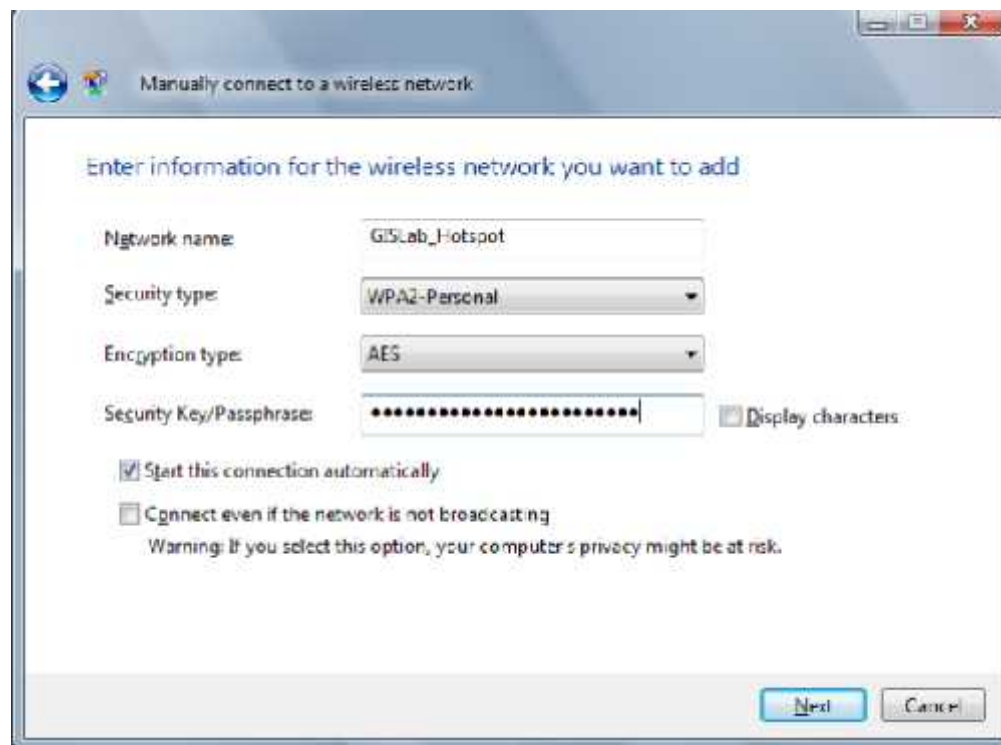 Manually connect to a wireless network
Enter information for the wireless network you want to add
Network name: GISLab_Hotspot
Security type: WPA2-Personal
Encryption type: AES
Security Key/Passphrase: ••••••••••••••••••••••••
Display characters
Start this connection automatically
Connect even if the network is not broadcasting
Warning: If you select this option, your computer's privacy might be at risk.
Next Cancel